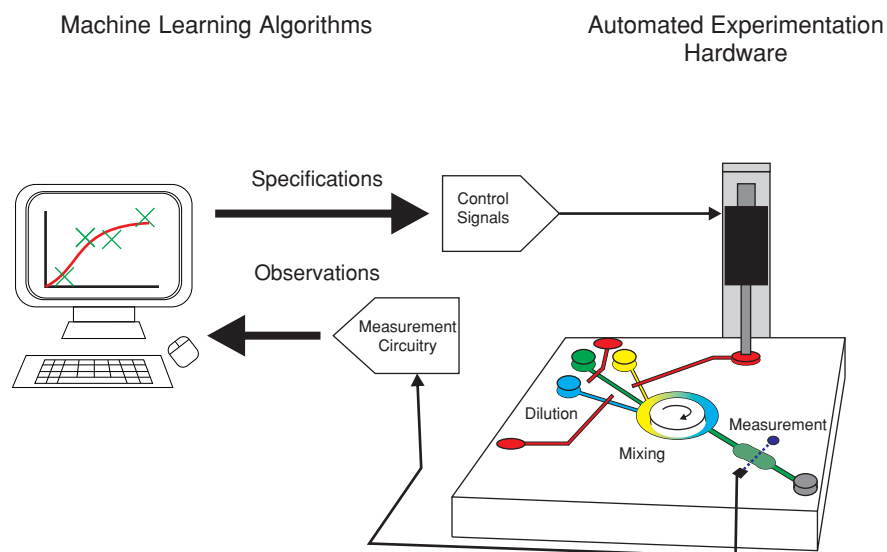 Machine Learning Algorithms
Automated Experimentation
Hardware
Specifications
Control
Signals
Observations
Measurement
Circuitry
Dilution
Measurement
Mixing